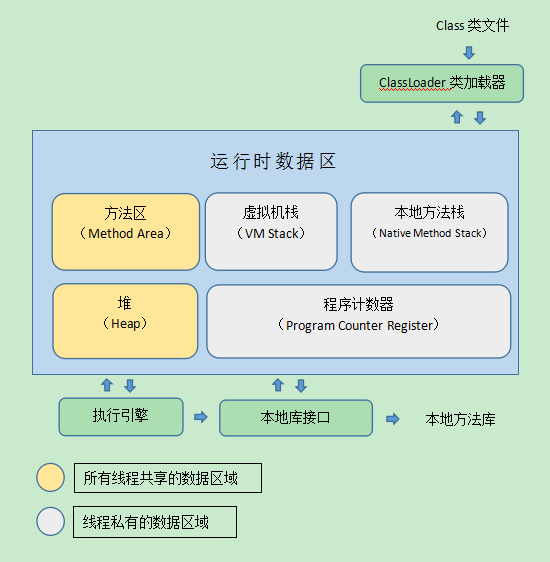 Class 类文件
ClassLoader 类加载器
运行时数据区
方法区
（Method Area）
虚拟机栈
（VM Stack）
本地方法栈
（Native Method Stack）
堆
（Heap）
程序计数器
（Program Counter Register）
执行引擎
本地库接口
本地方法库
所有线程共享的数据区域
线程私有的数据区域